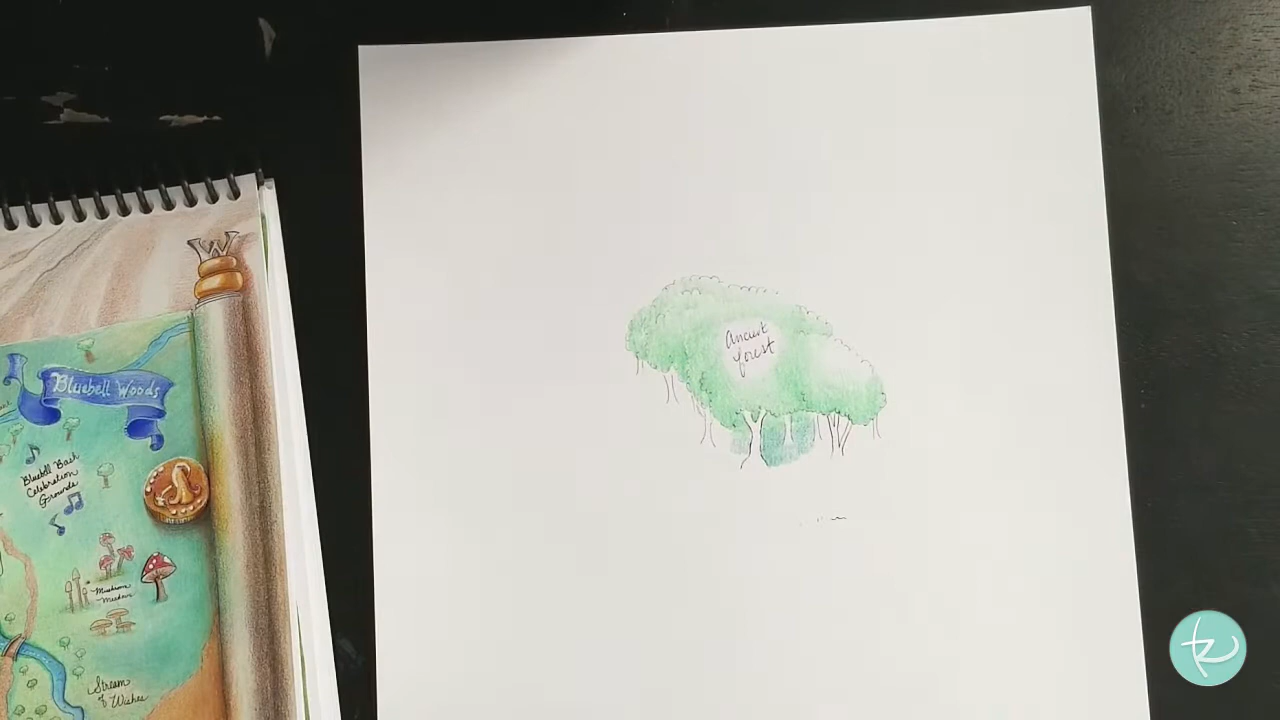 W
Bluebell Woods
Bluebell Bash
Celebration
Grounds
Mushroom
Meadow
Stream
of Wishes
Ancient
forest